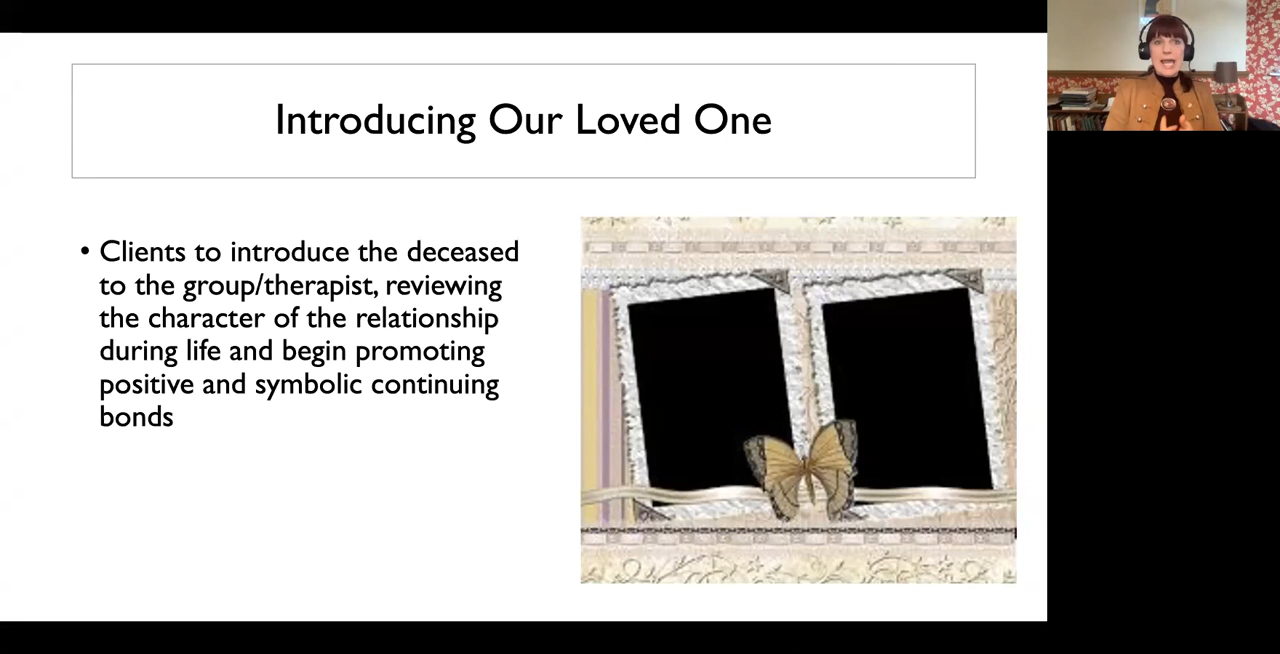 Introducing Our Loved One
• Clients to introduce the deceased
to the group/therapist, reviewing
the character of the relationship
during life and begin promoting
positive and symbolic continuing
bonds